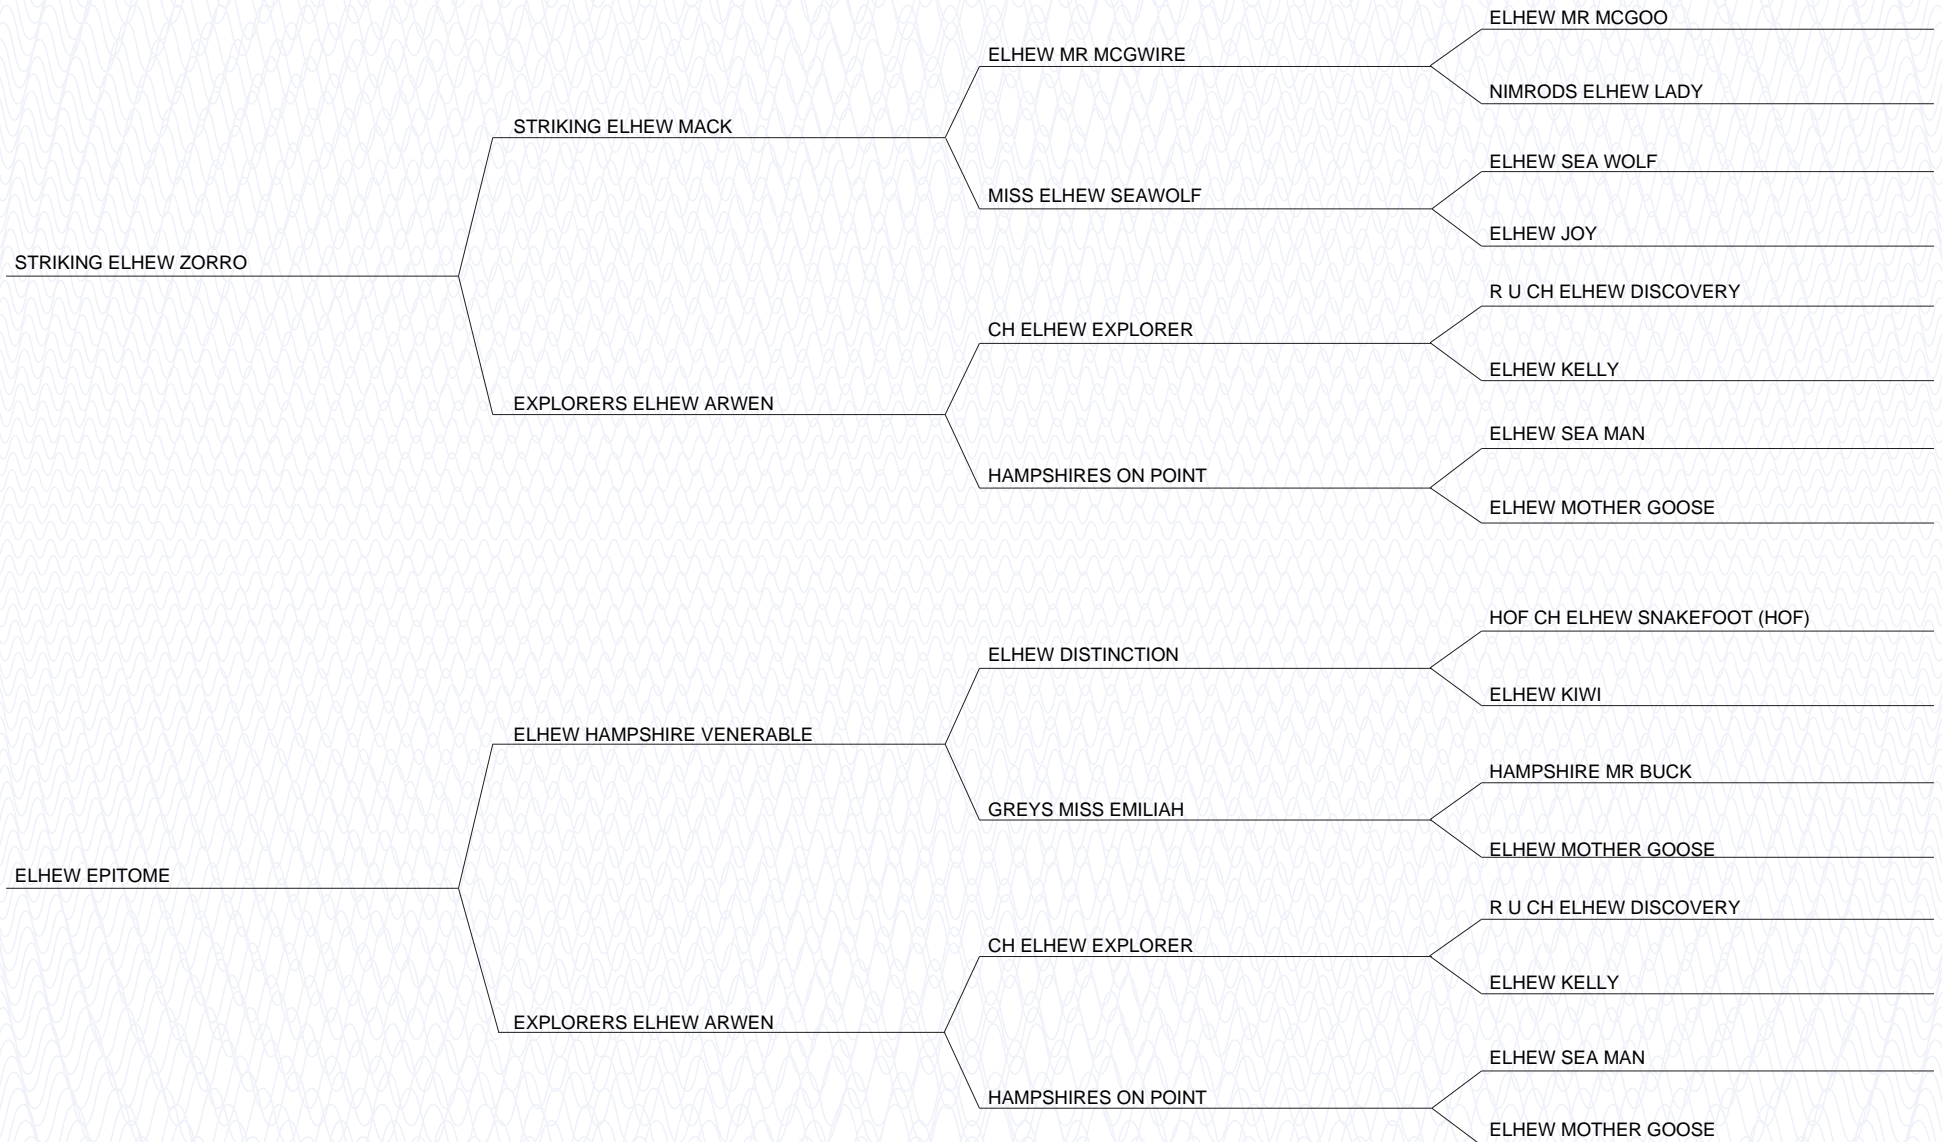 ELHEW MR MCGOO
ELHEW MR MCGWIRE
NIMRODS ELHEW LADY
STRIKING ELHEW MACK
ELHEW SEA WOLF
MISS ELHEW SEAWOLF
ELHEW JOY
STRIKING ELHEW ZORRO
R U CH ELHEW DISCOVERY
CH ELHEW EXPLORER
ELHEW KELLY
EXPLORERS ELHEW ARWEN
ELHEW SEA MAN
HAMPSHIRES ON POINT
ELHEW MOTHER GOOSE
HOF CH ELHEW SNAKEFOOT (HOF)
ELHEW DISTINCTION
ELHEW KIWI
ELHEW HAMPSHIRE VENERABLE
HAMPSHIRE MR BUCK
GREYS MISS EMILIAH
ELHEW MOTHER GOOSE
ELHEW EPITOME
R U CH ELHEW DISCOVERY
CH ELHEW EXPLORER
ELHEW KELLY
EXPLORERS ELHEW ARWEN
ELHEW SEA MAN
HAMPSHIRES ON POINT
ELHEW MOTHER GOOSE